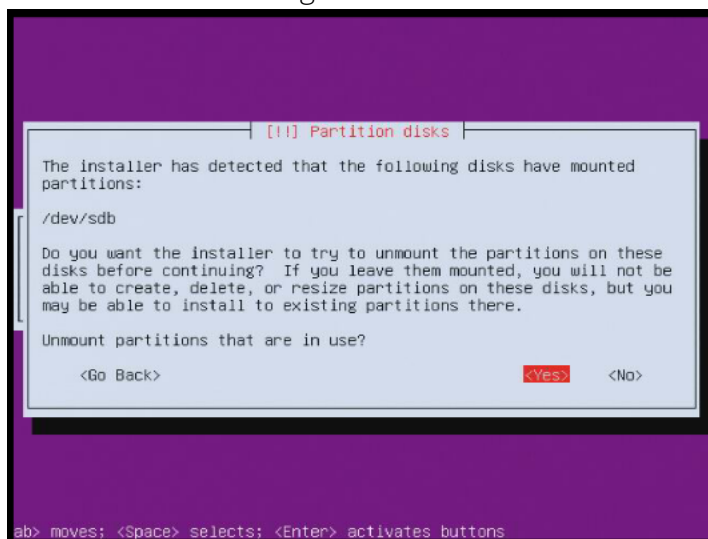 [!!] Partition disks
The installer has detected that the following disks have mounted
partitions:
/dev/sdb
Do you want the installer to try to unmount the partitions on these
disks before continuing?  If you leave them mounted, you will not be
able to create, delete, or resize partitions on these disks, but you
may be able to install to existing partitions there.
Unmount partitions that are in use?
<Go Back> <Yes> <No>
ab> moves; <Space> selects; <Enter> activates buttons